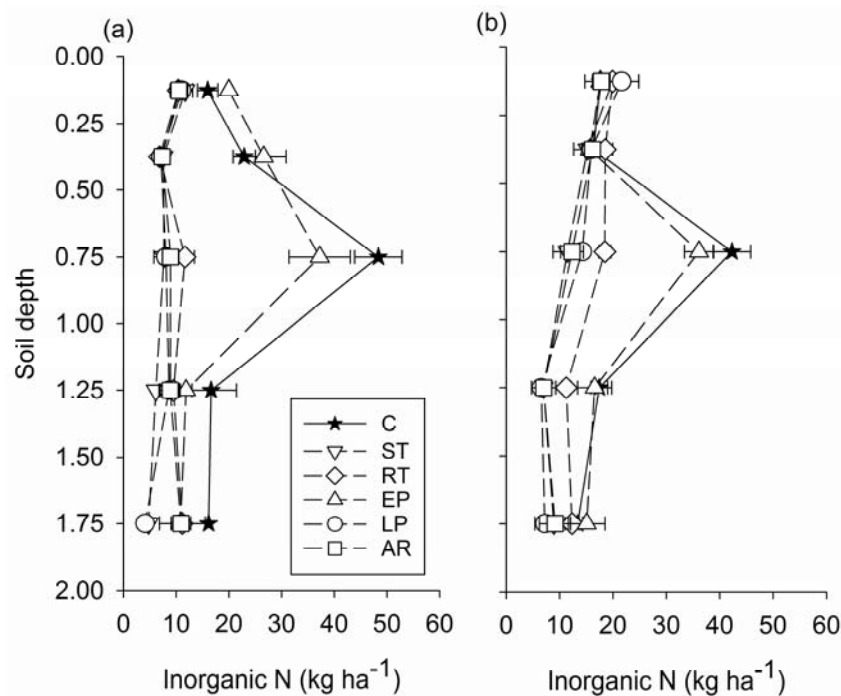 (a)
(b)
0.00
0.25
0.50
0.75
1.00
1.25
1.50
1.75
2.00
Soil depth
C
ST
RT
EP
LP
AR
0 10 20 30 40 50 60
0 10 20 30 40 50 60
Inorganic N (kg ha⁻¹)
Inorganic N (kg ha⁻¹)